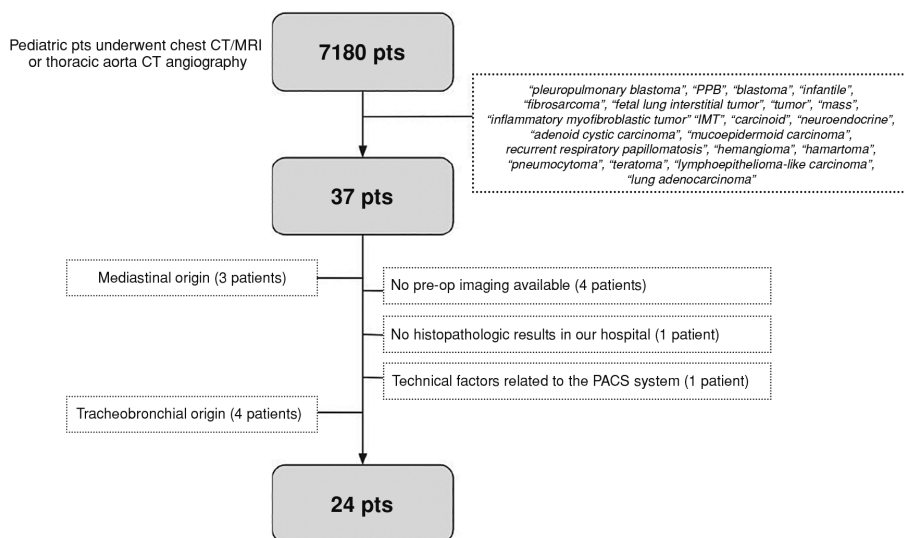 Pediatric pts underwent chest CT/MRI
or thoracic aorta CT angiography
7180 pts
“pleuropulmonary blastoma”, “PPB”, “blastoma”, “infantile”,
“fibrosarcoma”, “fetal lung interstitial tumor”, “tumor”, “mass”,
“inflammatory myofibroblastic tumor” “IMT”, “carcinoid”, “neuroendocrine”,
“adenoid cystic carcinoma”, “mucoepidermoid carcinoma”,
recurrent respiratory papillomatosis”, “hemangioma”, “hamartoma”,
“pneumocytoma”, “teratoma”, “lymphoepithelioma-like carcinoma”,
“lung adenocarcinoma”
37 pts
Mediastinal origin (3 patients)
No pre-op imaging available (4 patients)
No histopathologic results in our hospital (1 patient)
Technical factors related to the PACS system (1 patient)
Tracheobronchial origin (4 patients)
24 pts